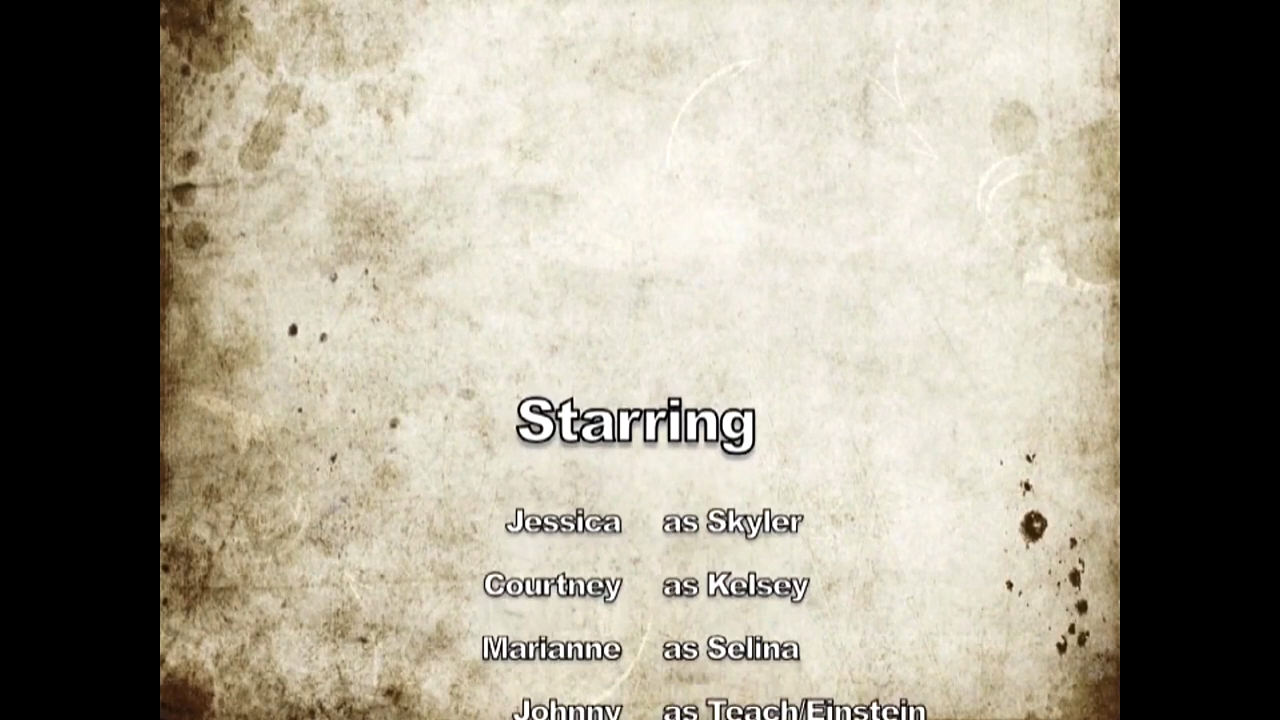 Starring
Jessica as Skyler
Courtney as Kelsey
Marianne as Selina
Johnny as Teach/Einstein